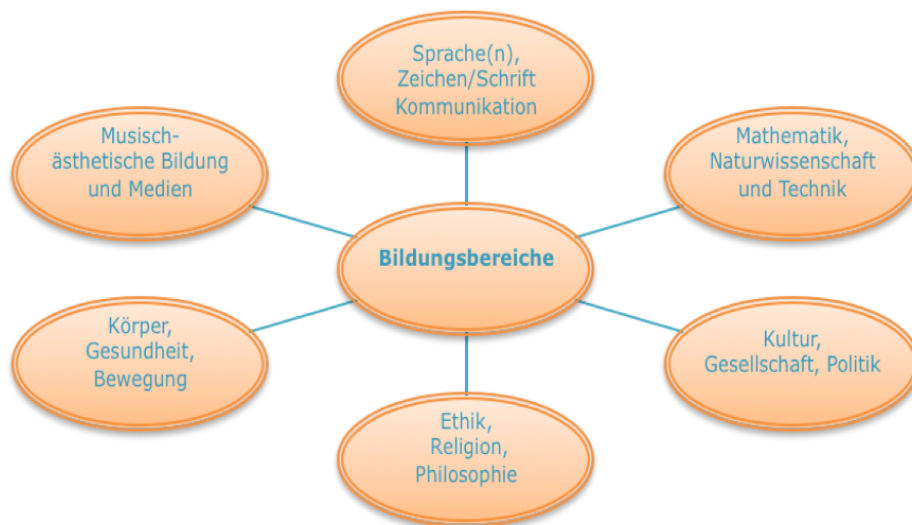 Sprache(n),
Zeichen/Schrift
Kommunikation
Musisch-
ästhetische Bildung
und Medien
Mathematik,
Naturwissenschaft
und Technik
Bildungsbereiche
Körper,
Gesundheit,
Bewegung
Kultur,
Gesellschaft, Politik
Ethik,
Religion,
Philosophie